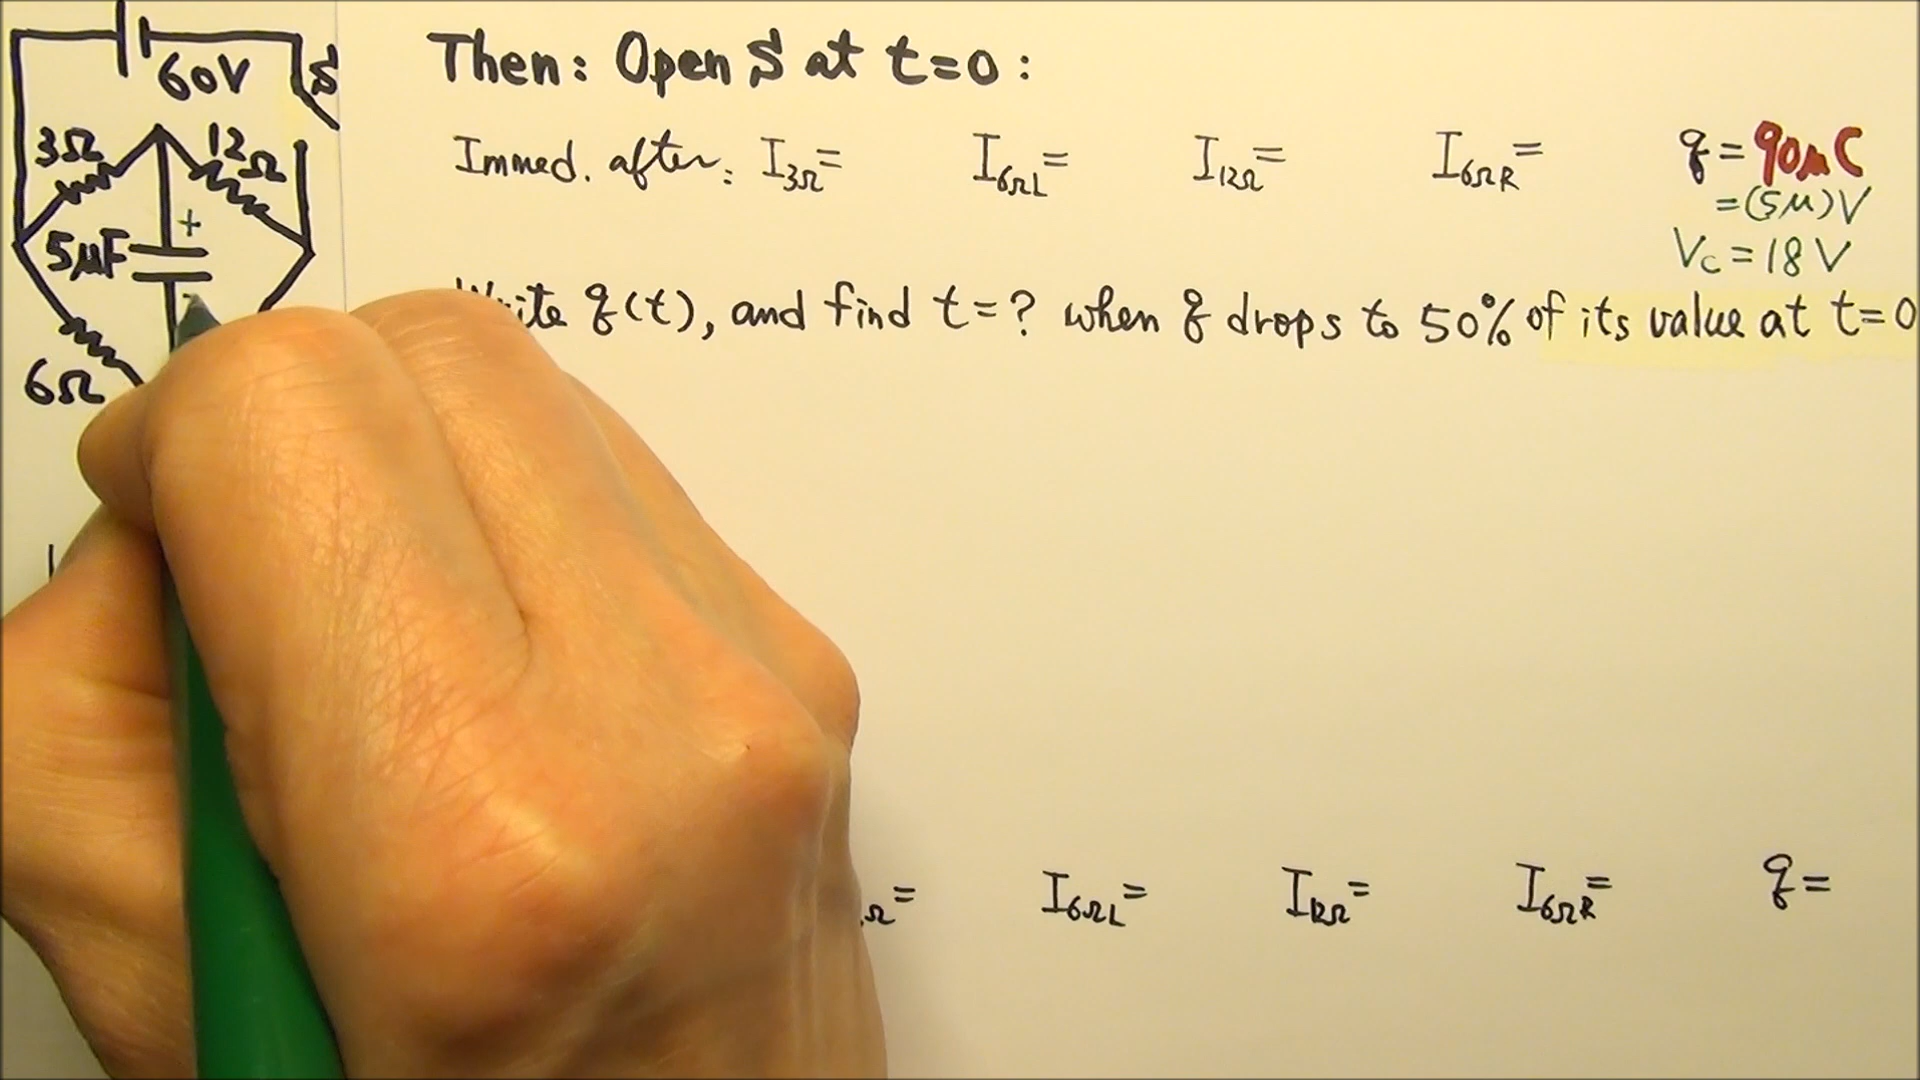 60V
S
3Ω
12Ω
+
5μF
-
6Ω
Then: Open S at t=0:
Immed. after: I3Ω= I6ΩL= I12Ω= I6ΩR= q=90μC
=(5μ)V
Vc=18V
Write q(t), and find t=? when q drops to 50% of its value at t=0
Ω= I6ΩL= I12Ω= I6ΩR= q=